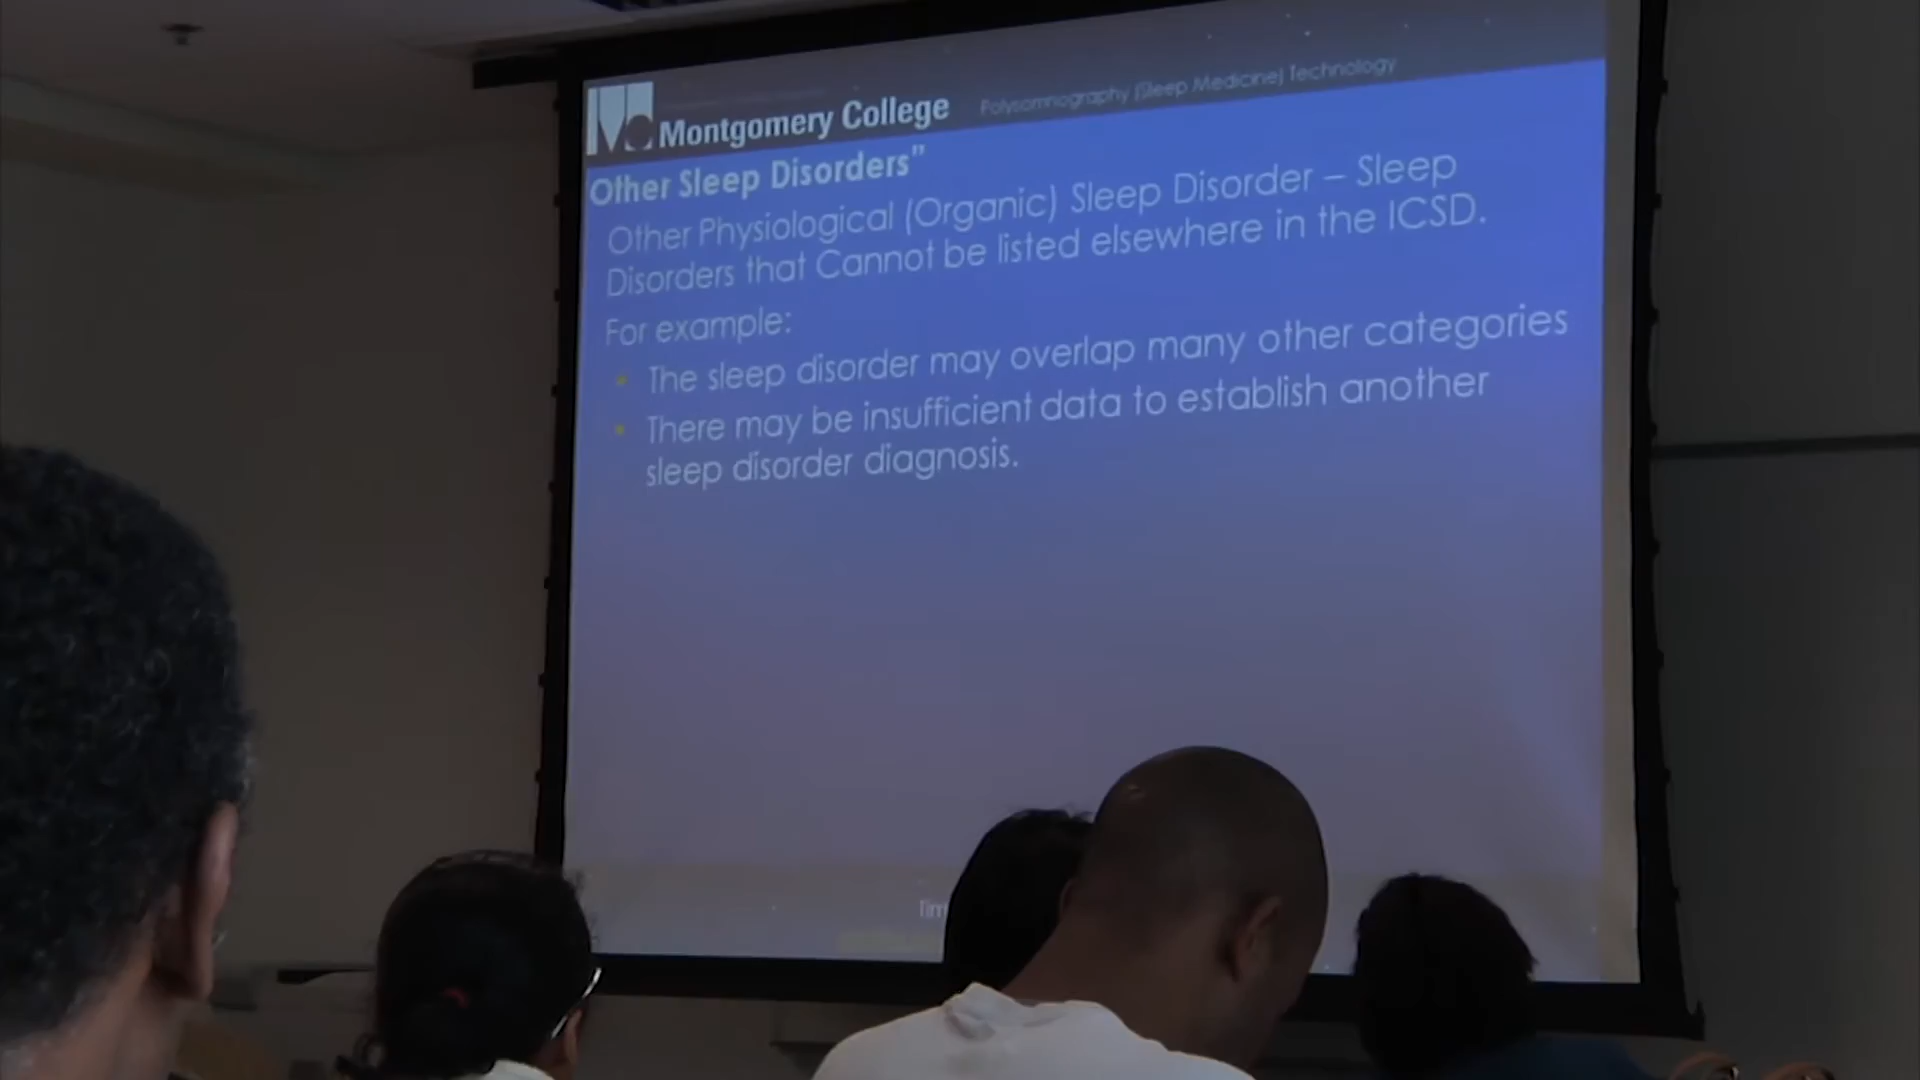 Montgomery College
Polysomnography (Sleep Medicine) Technology
Other Sleep Disorders”
Other Physiological (Organic) Sleep Disorder – Sleep
Disorders that Cannot be listed elsewhere in the ICSD.
For example:
• The sleep disorder may overlap many other categories
• There may be insufficient data to establish another
sleep disorder diagnosis.